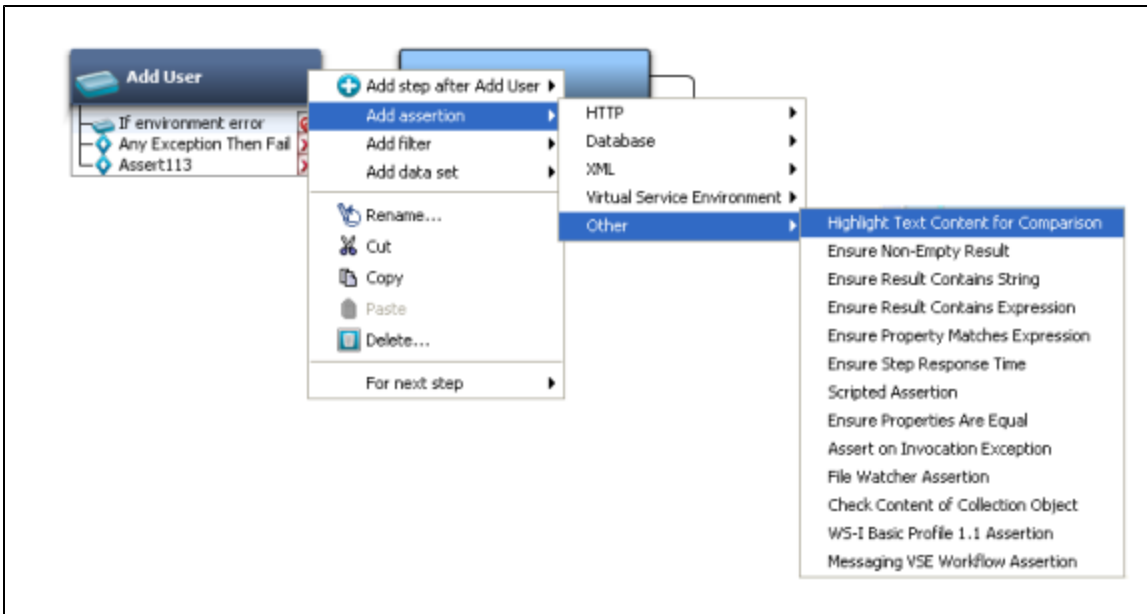 Add User
If environment error
Any Exception Then Fail
Assert113
Add step after Add User
Add assertion
Add filter
Add data set
Rename...
Cut
Copy
Paste
Delete...
For next step
HTTP
Database
XML
Virtual Service Environment
Other
Highlight Text Content for Comparison
Ensure Non-Empty Result
Ensure Result Contains String
Ensure Result Contains Expression
Ensure Property Matches Expression
Ensure Step Response Time
Scripted Assertion
Ensure Properties Are Equal
Assert on Invocation Exception
File Watcher Assertion
Check Content of Collection Object
WS-I Basic Profile 1.1 Assertion
Messaging VSE Workflow Assertion